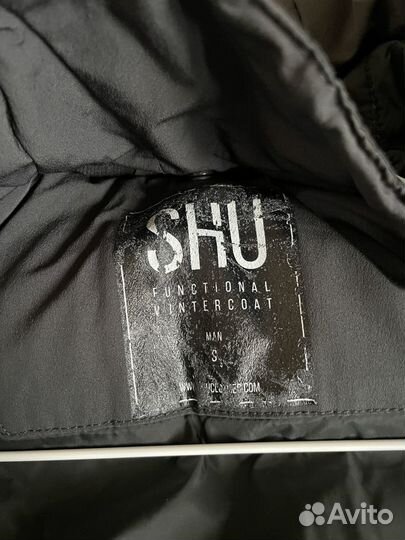 SHU
FUNCTIONAL
WINTERCOAT
MAN
S
Avito